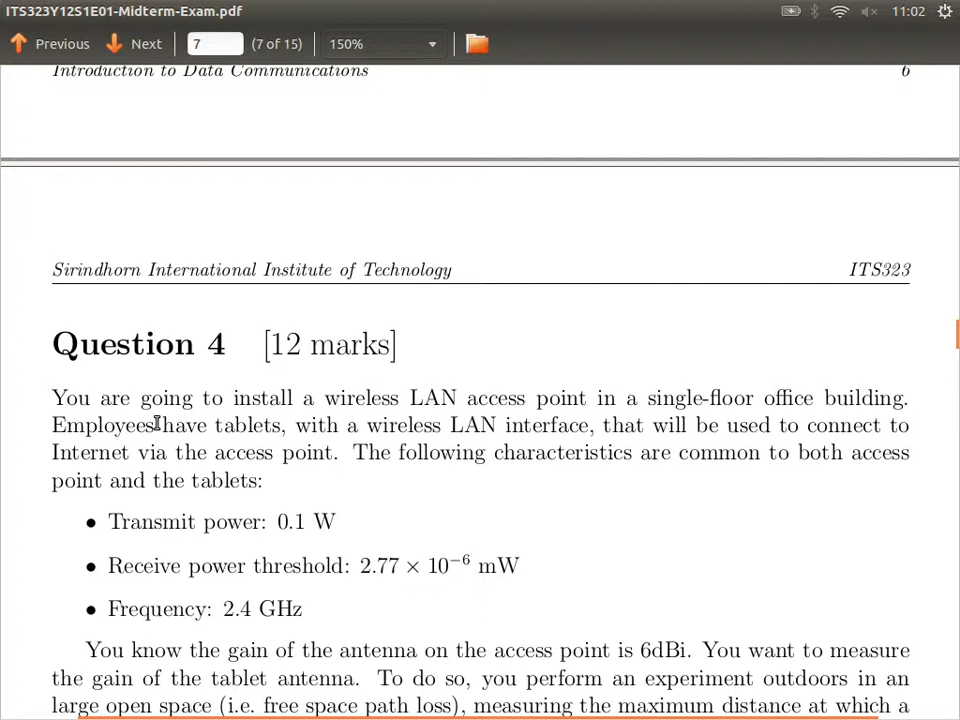 ITS323Y12S1E01-Midterm-Exam.pdf 11:02
Previous Next 7 (7 of 15) 150%
Introduction to Data Communications 6
Sirindhorn International Institute of Technology ITS323
Question 4 [12 marks]
You are going to install a wireless LAN access point in a single-floor office building.
Employees have tablets, with a wireless LAN interface, that will be used to connect to
Internet via the access point. The following characteristics are common to both access
point and the tablets:
• Transmit power: 0.1 W
• Receive power threshold: 2.77 × 10⁻⁶ mW
• Frequency: 2.4 GHz
You know the gain of the antenna on the access point is 6dBi. You want to measure
the gain of the tablet antenna. To do so, you perform an experiment outdoors in an
large open space (i.e. free space path loss), measuring the maximum distance at which a